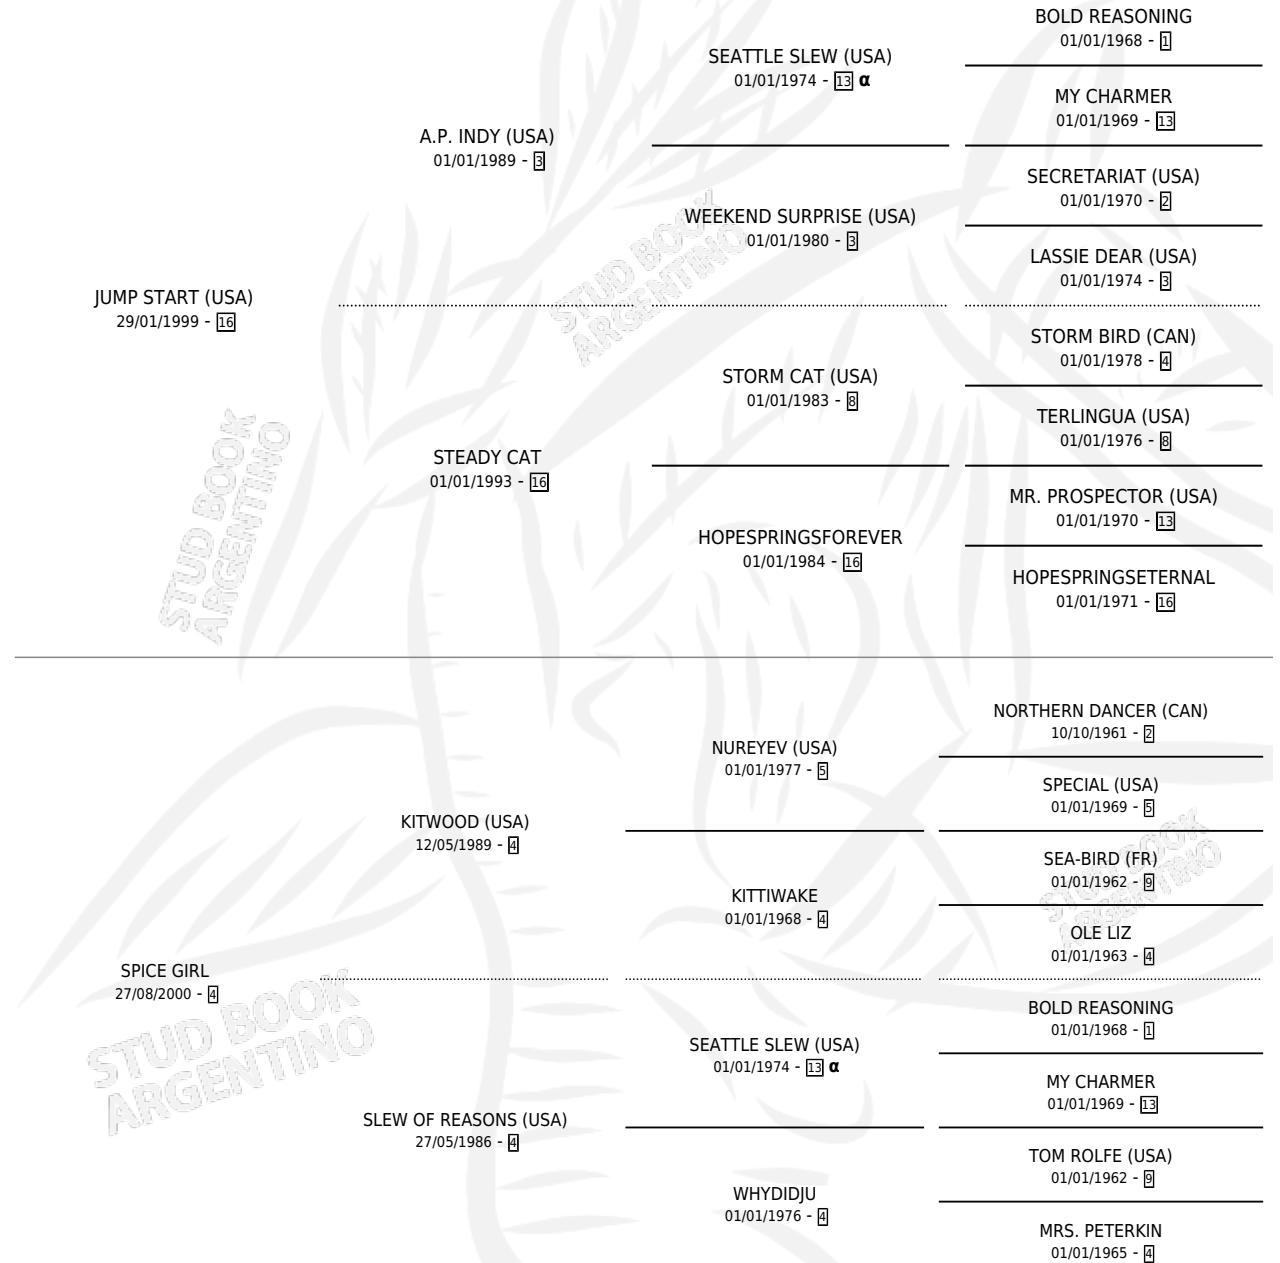 BOLD REASONING
01/01/1968 - 1
SEATTLE SLEW (USA)
01/01/1974 - 13 α
MY CHARMER
01/01/1969 - 13
A.P. INDY (USA)
01/01/1989 - 3
SECRETARIAT (USA)
01/01/1970 - 2
WEEKEND SURPRISE (USA)
01/01/1980 - 3
LASSIE DEAR (USA)
01/01/1974 - 3
JUMP START (USA)
29/01/1999 - 16
STORM BIRD (CAN)
01/01/1978 - 4
STORM CAT (USA)
01/01/1983 - 8
TERLINGUA (USA)
01/01/1976 - 8
STEADY CAT
01/01/1993 - 16
MR. PROSPECTOR (USA)
01/01/1970 - 13
HOPESPRINGSFOREVER
01/01/1984 - 16
HOPESPRINGSETERNAL
01/01/1971 - 16
NORTHERN DANCER (CAN)
10/10/1961 - 2
NUREYEV (USA)
01/01/1977 - 5
SPECIAL (USA)
01/01/1969 - 5
KITWOOD (USA)
12/05/1989 - 4
SEA-BIRD (FR)
01/01/1962 - 9
KITTIWAKE
01/01/1968 - 4
OLE LIZ
01/01/1963 - 4
SPICE GIRL
27/08/2000 - 4
BOLD REASONING
01/01/1968 - 1
SEATTLE SLEW (USA)
01/01/1974 - 13 α
MY CHARMER
01/01/1969 - 13
SLEW OF REASONS (USA)
27/05/1986 - 4
TOM ROLFE (USA)
01/01/1962 - 9
WHYDIDJU
01/01/1976 - 4
MRS. PETERKIN
01/01/1965 - 4
STUD BOOK
ARGENTINO
STUD BOOK
ARGENTINO
STUD BOOK
ARGENTINO
STUD BOOK
ARGENTINO